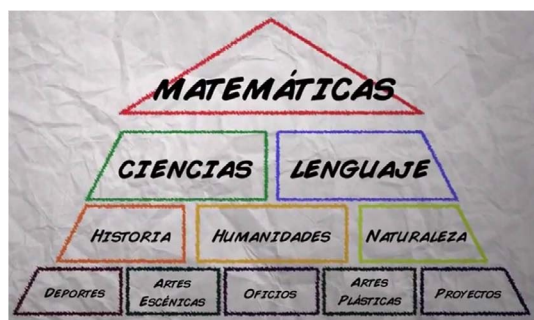 MATEMÁTICAS
CIENCIAS LENGUAJE
HISTORIA HUMANIDADES NATURALEZA
DEPORTES ARTES ESCÉNICAS OFICIOS ARTES PLÁSTICAS PROYECTOS